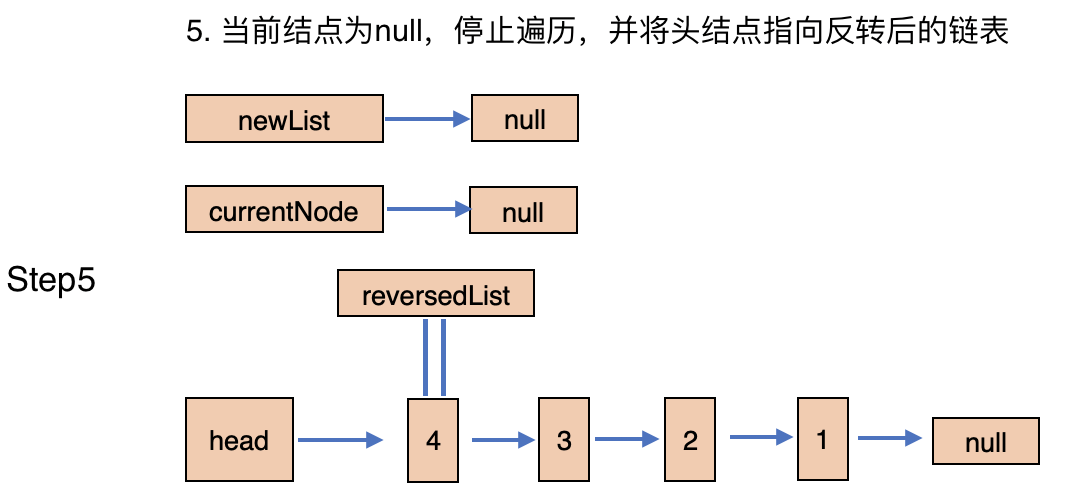 5. 当前结点为null，停止遍历，并将头结点指向反转后的链表
newList
null
currentNode
null
Step5
reversedList
head
4
3
2
1
null